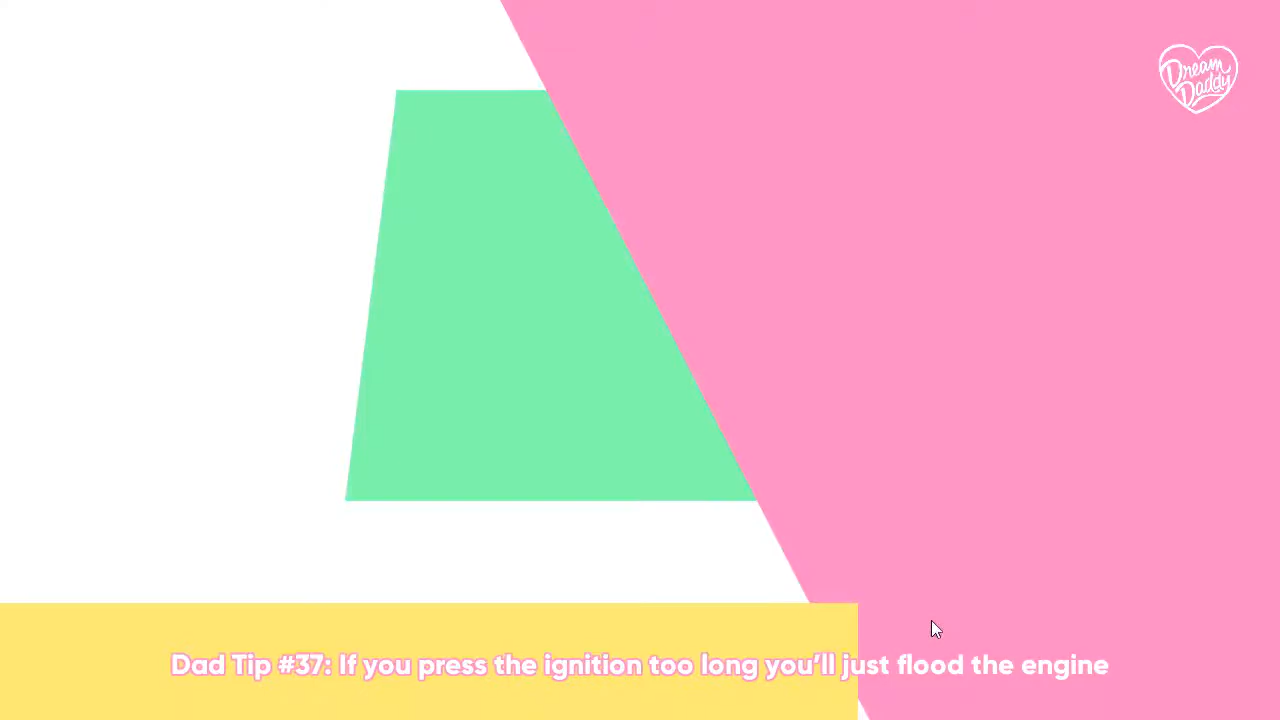 Dream
Daddy
Dad Tip #37: If you press the ignition too long you’ll just flood the engine